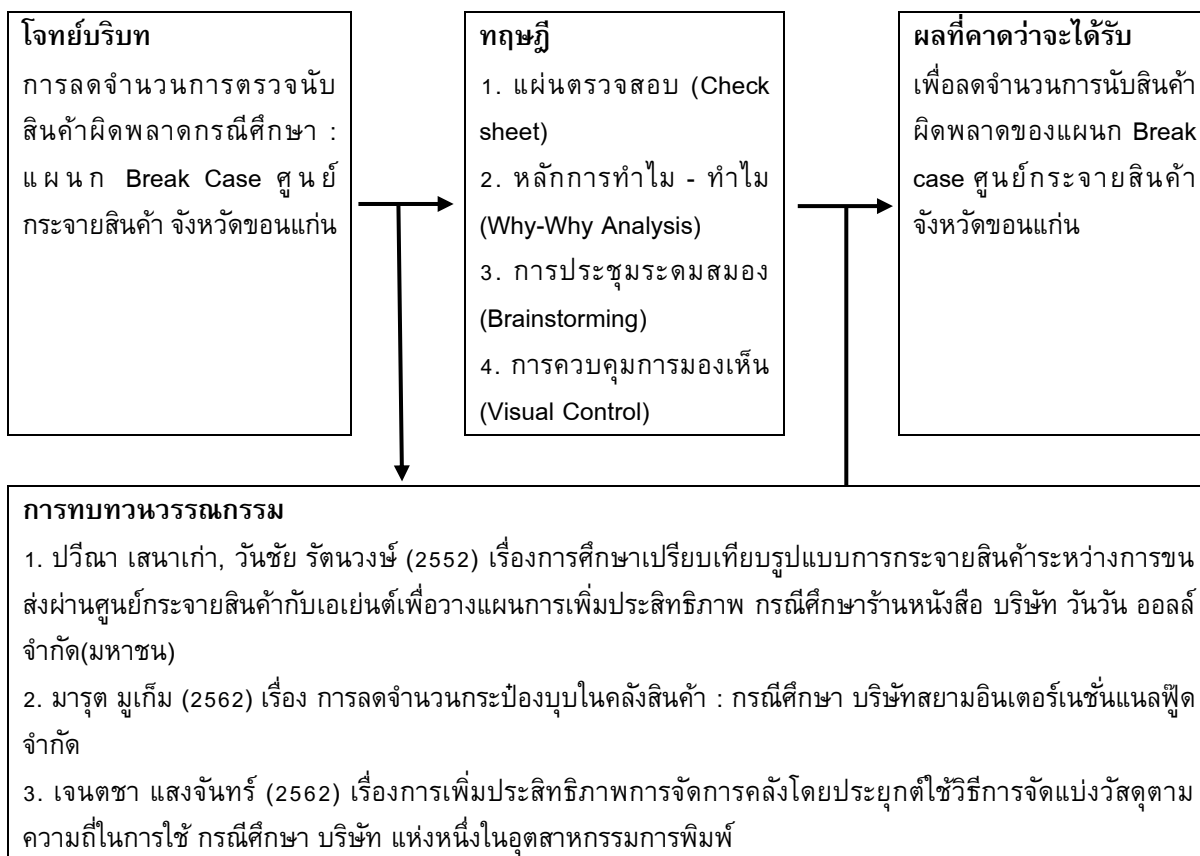 โจทย์บริบท
การลดจำนวนการตรวจนับ
สินค้าผิดพลาดกรณีศึกษา :
แผนก Break Case ศูนย์
กระจายสินค้า จังหวัดขอนแก่น
ทฤษฎี
1. แผ่นตรวจสอบ (Check
sheet)
2. หลักการทำไม - ทำไม
(Why-Why Analysis)
3. การประชุมระดมสมอง
(Brainstorming)
4. การควบคุมการมองเห็น
(Visual Control)
ผลที่คาดว่าจะได้รับ
เพื่อลดจำนวนการนับสินค้า
ผิดพลาดของแผนก Break
case ศูนย์กระจายสินค้า
จังหวัดขอนแก่น
การทบทวนวรรณกรรม
1. ปวีณา เสนาเก่า, วันชัย รัตนวงษ์ (2552) เรื่องการศึกษาเปรียบเทียบรูปแบบการกระจายสินค้าระหว่างการขน
ส่งผ่านศูนย์กระจายสินค้ากับเอเย่นต์เพื่อวางแผนการเพิ่มประสิทธิภาพ กรณีศึกษาร้านหนังสือ บริษัท วันวัน ออลล์
จำกัด(มหาชน)
2. มารุต มูเก็ม (2562) เรื่อง การลดจำนวนกระป๋องบุบในคลังสินค้า : กรณีศึกษา บริษัทสยามอินเตอร์เนชั่นแนลฟู๊ด
จำกัด
3. เจนตชา แสงจันทร์ (2562) เรื่องการเพิ่มประสิทธิภาพการจัดการคลังโดยประยุกต์ใช้วิธีการจัดแบ่งวัสดุตาม
ความถี่ในการใช้ กรณีศึกษา บริษัท แห่งหนึ่งในอุตสาหกรรมการพิมพ์